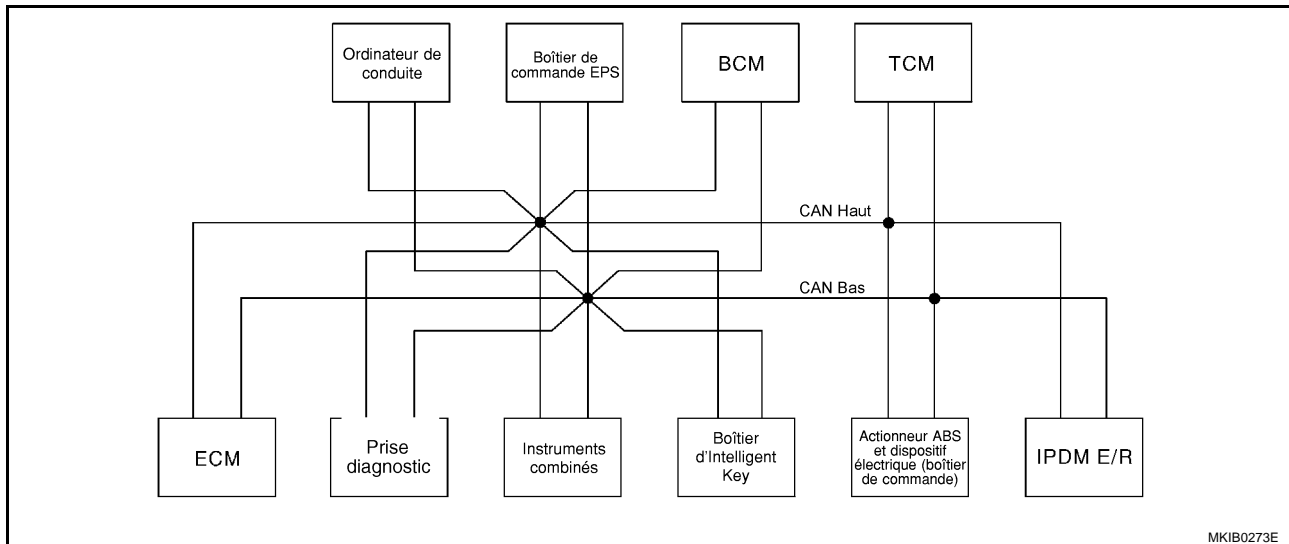 Ordinateur de
conduite
Boîtier de
commande EPS
BCM
TCM
CAN Haut
CAN Bas
ECM
Prise
diagnostic
Instruments
combinés
Boîtier
d'Intelligent
Key
Actionneur ABS
et dispositif
électrique (boîtier
de commande)
IPDM E/R
MKIB0273E